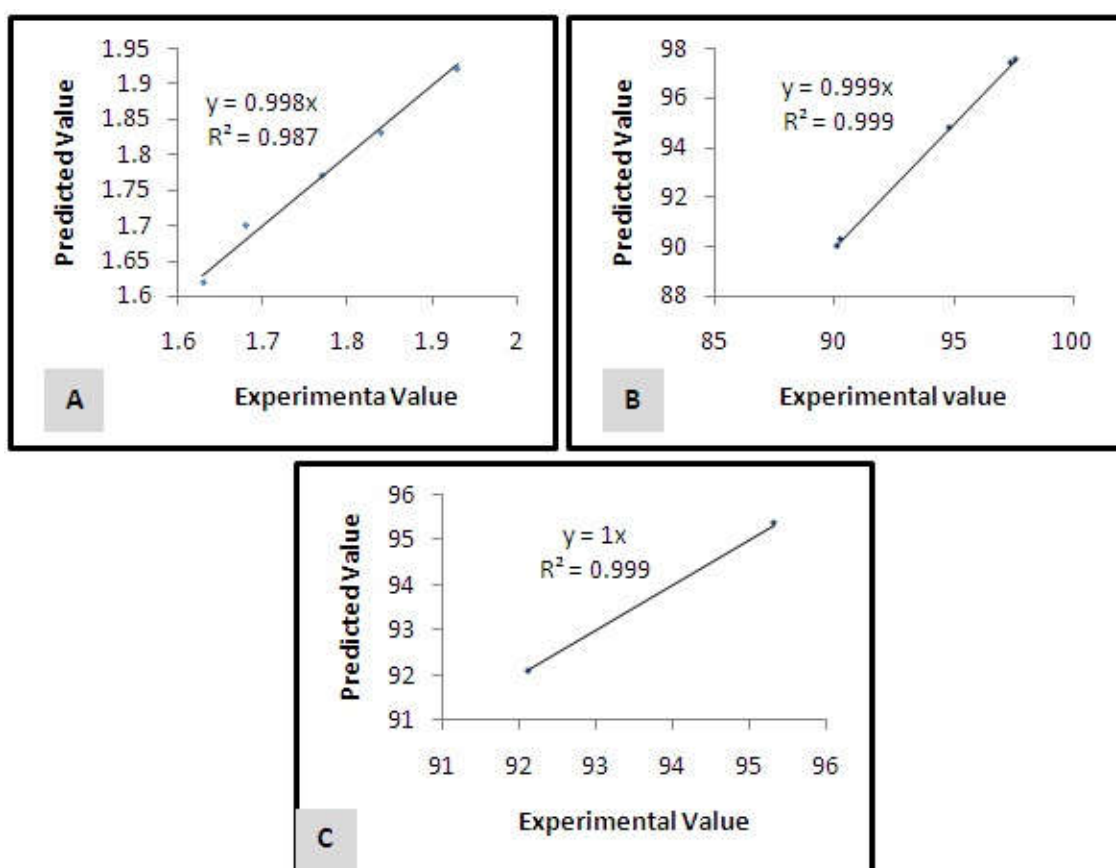 1.95
1.9
1.85
1.8
1.75
1.7
1.65
1.6
Predicted Value
y = 0.998x
R² = 0.987
1.6 1.7 1.8 1.9 2
Experimenta Value
A
98
96
94
92
90
88
Predicted Value
y = 0.999x
R² = 0.999
85 90 95 100
Experimental value
B
96
95
94
93
92
91
Predicted Value
y = 1x
R² = 0.999
91 92 93 94 95 96
Experimental Value
C